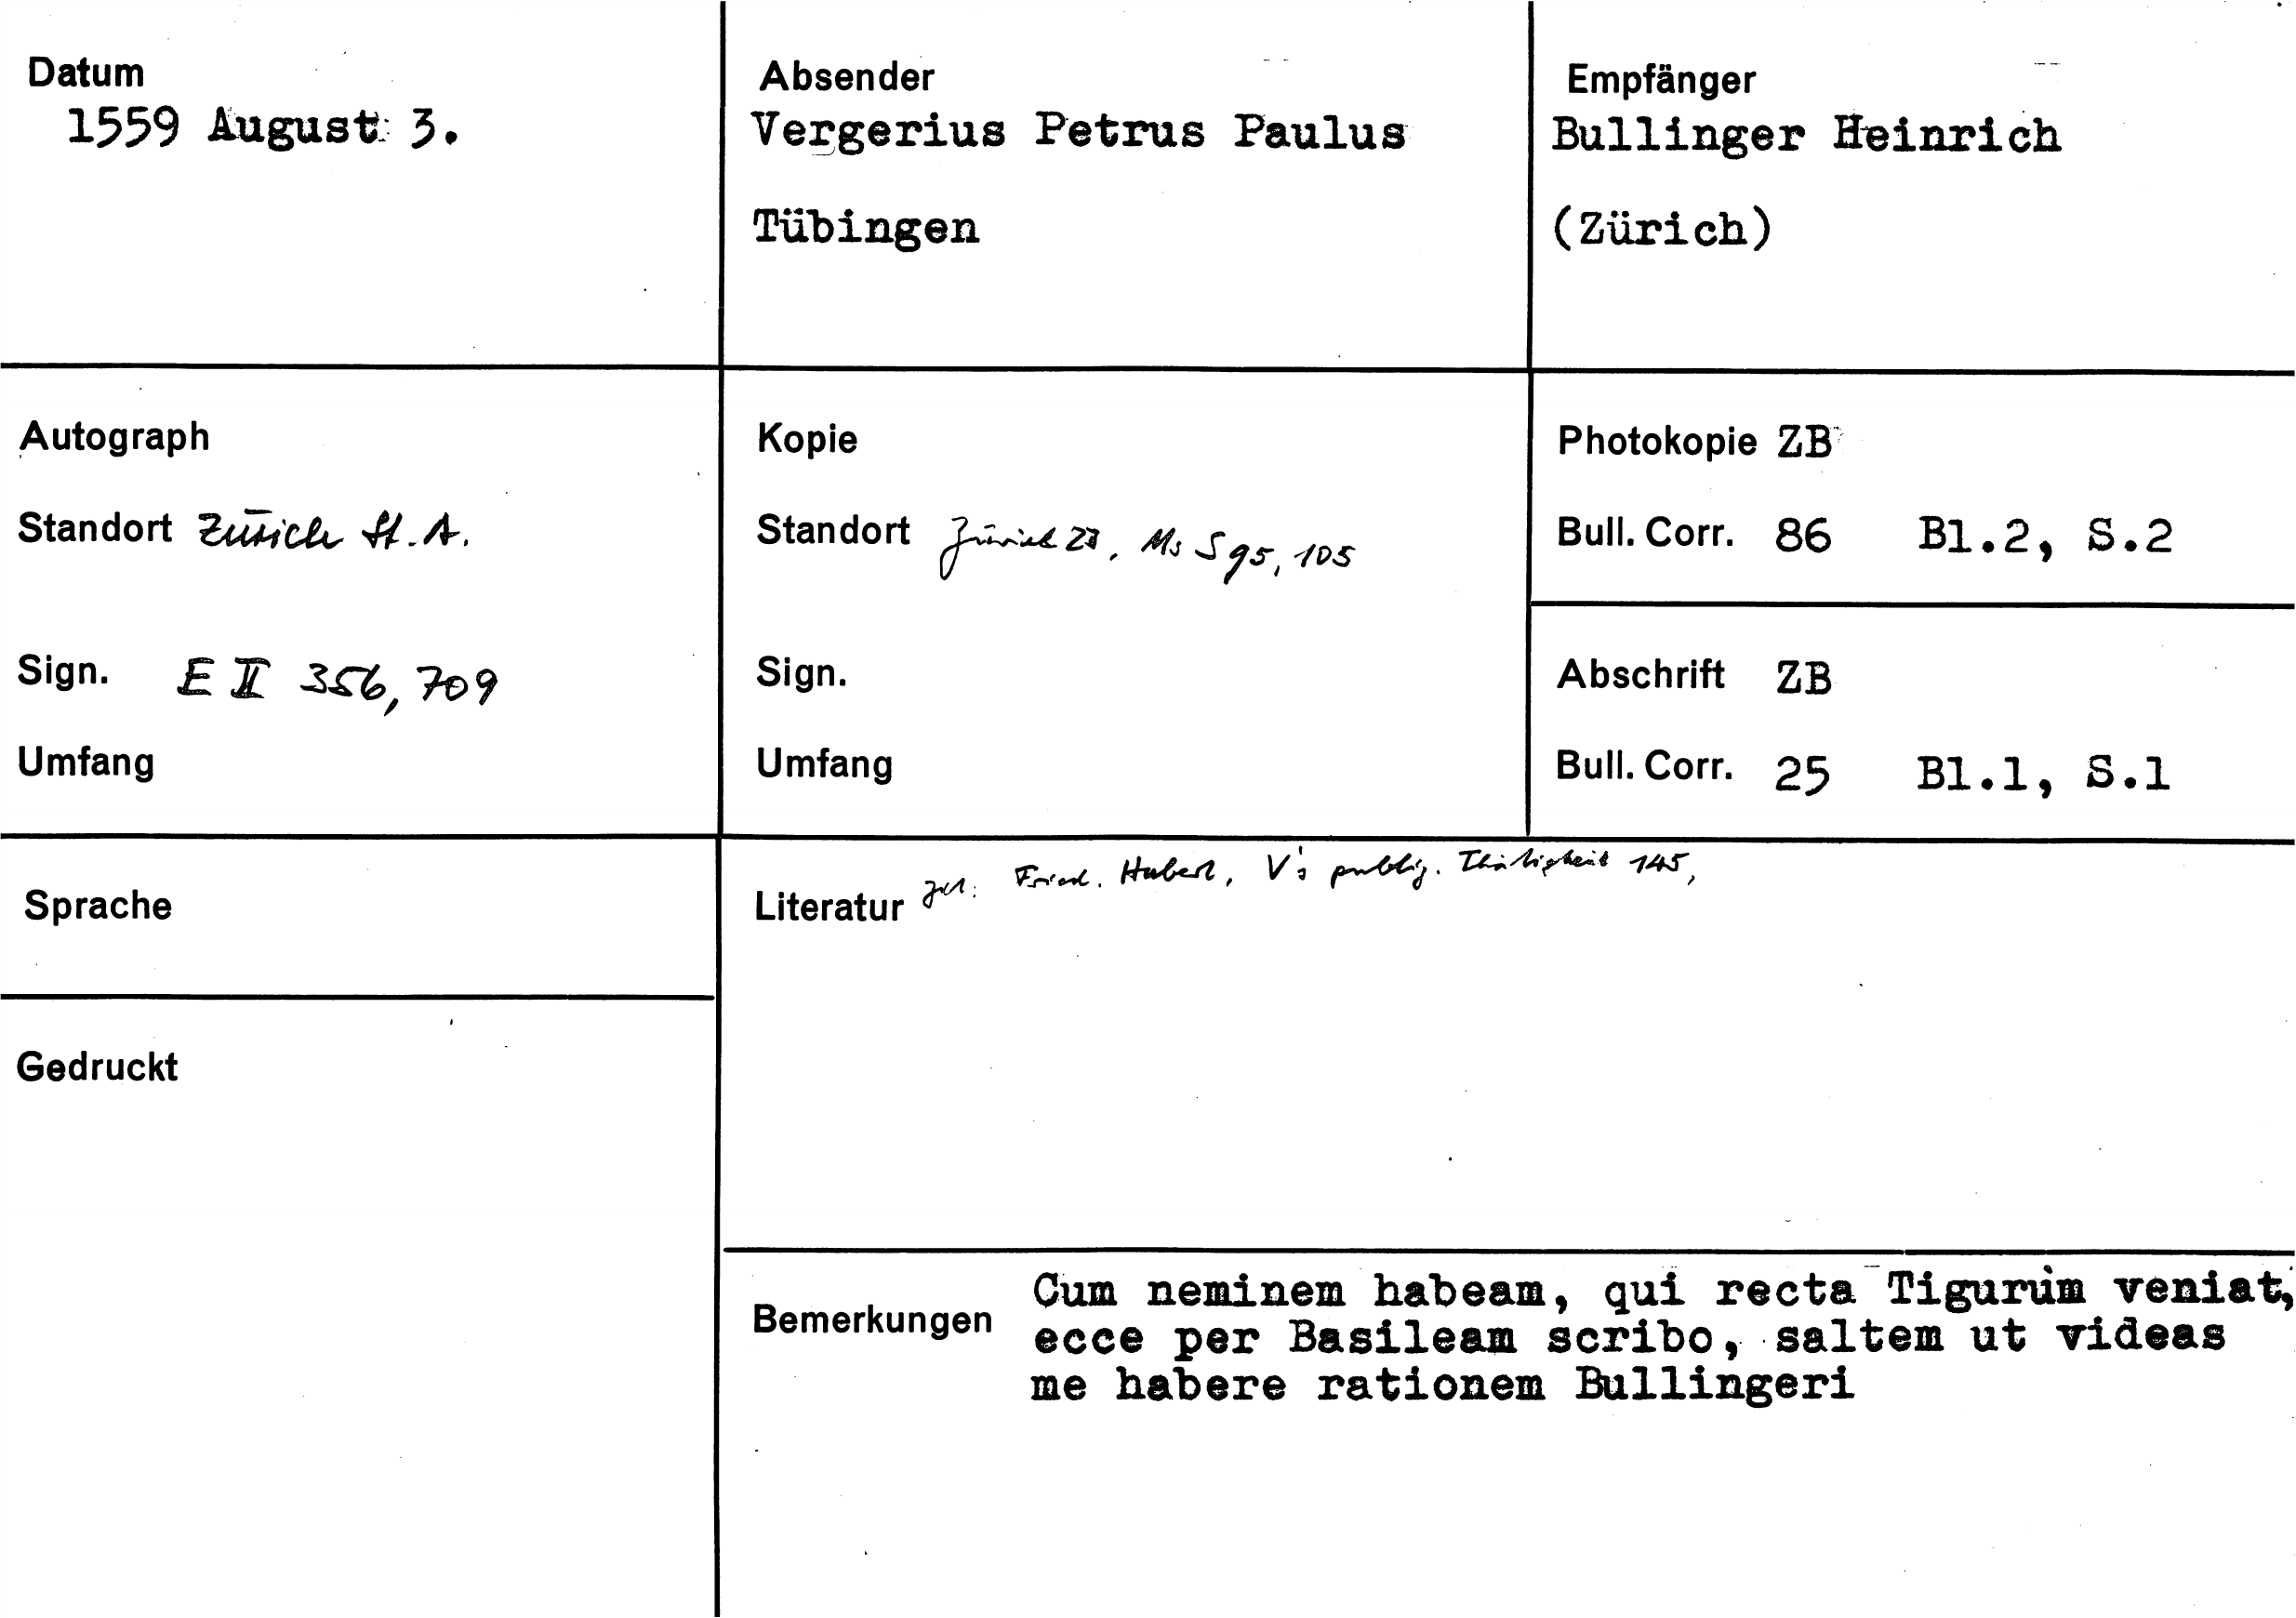 Datum
1559 August 3.
Absender
Vergerius Petrus Paulus
Tübingen
Empfänger
Bullinger Heinrich
(Zürich)
Autograph
Standort Zürich St. A.
Sign. E II 356, 709
Umfang
Kopie
Standort Zürich ZB, Ms S 95, 105
Sign.
Umfang
Photokopie ZB
Bull. Corr. 86 Bl.2, S.2
Abschrift ZB
Bull. Corr. 25 Bl.1, S.1
Sprache
Gedruckt
Literatur zit: Fried. Hubert, V's publiz. Thätigkeit 145,
Bemerkungen
Cum neminem habeam, qui recta Tigurum veniat,
ecce per Basileam scribo, saltem ut videas
me habere rationem Bullingeri